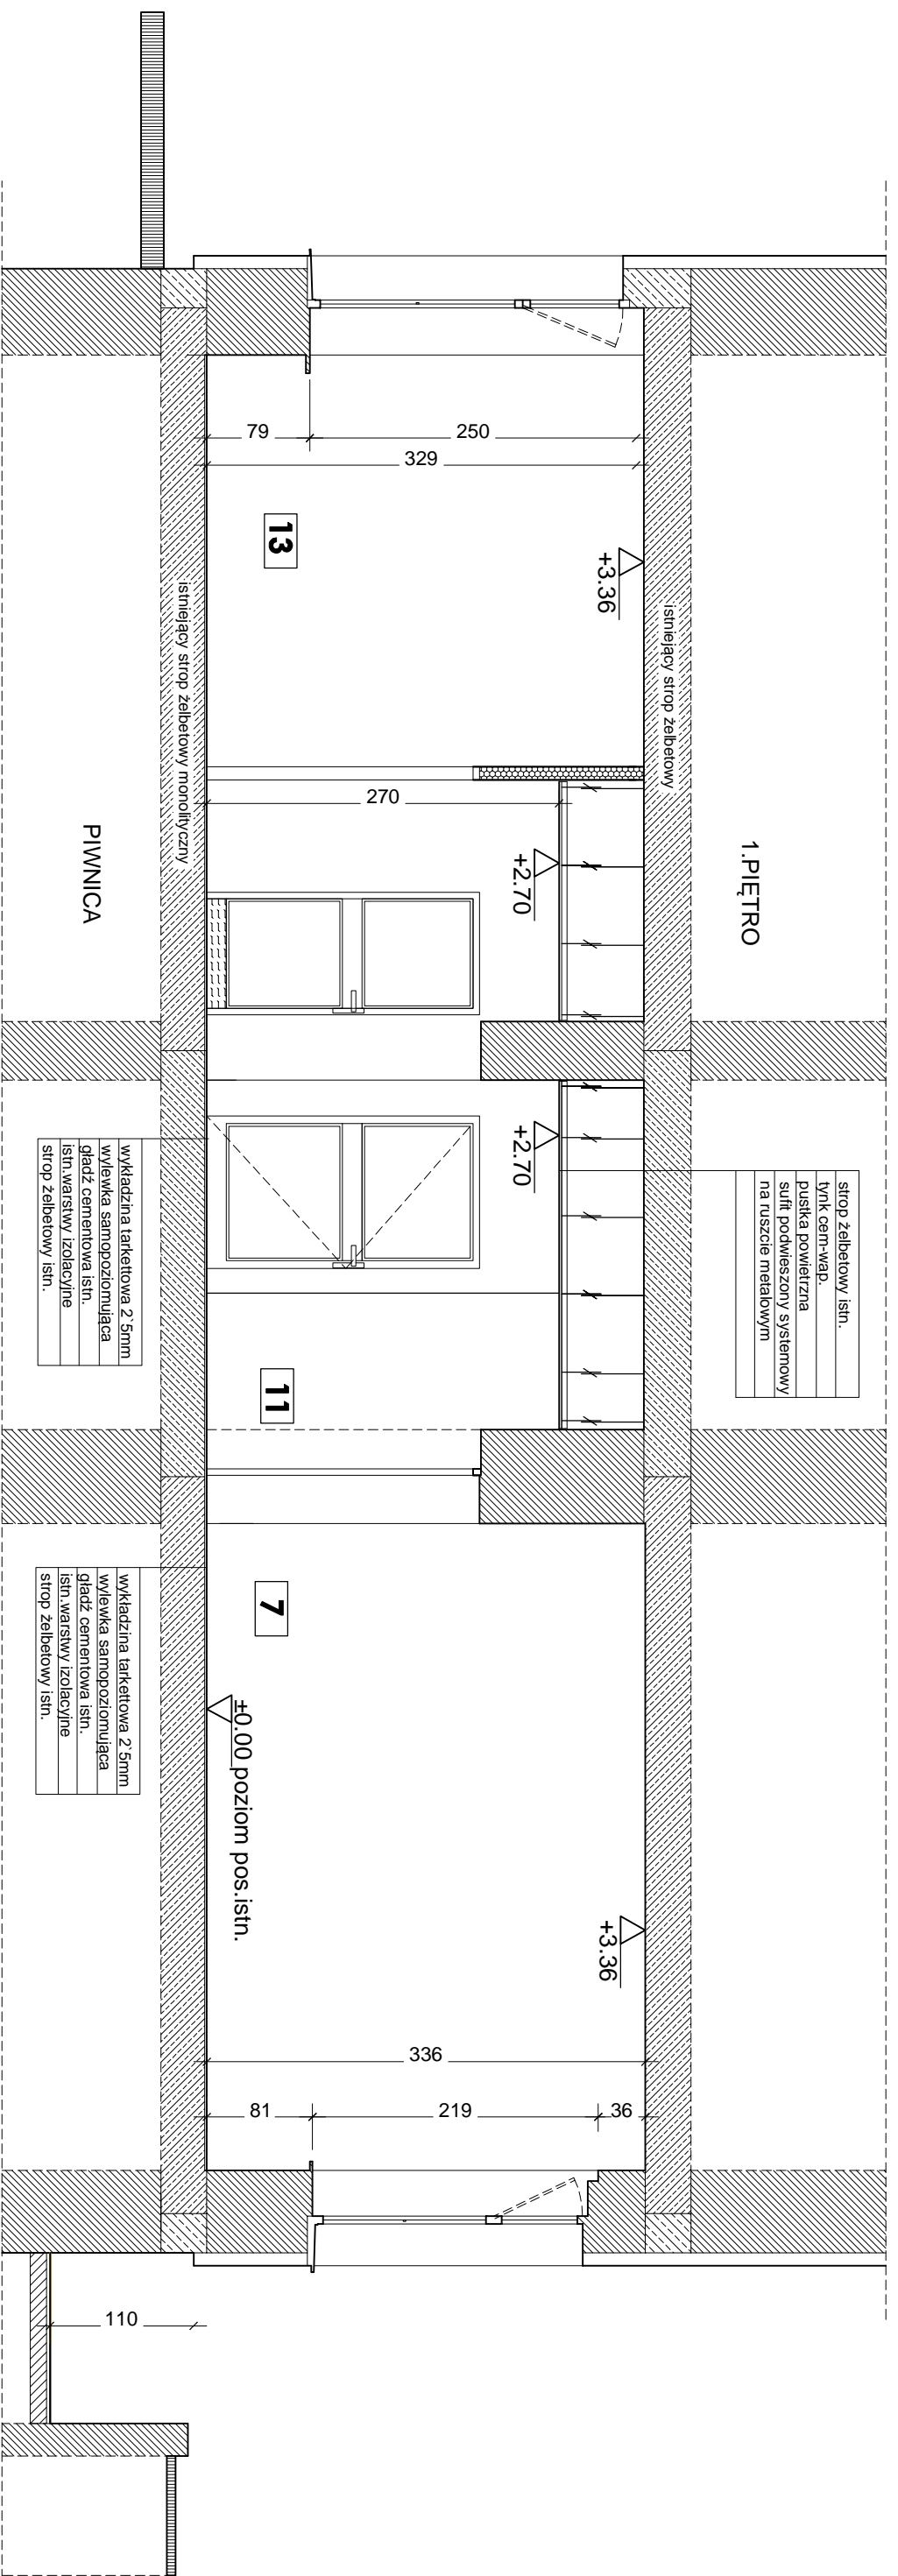 1.PIĘTRO
strop żelbetowy istn.
tynk cem-wap.
pustka powietrzna
sufit podwieszony systemowy
na ruszcie metalowym
istniejący strop żelbetowy
+3.36
+2.70
+2.70
+3.36
250
79
329
270
336
36
219
81
13
11
7
±0.00 poziom pos.istn.
istniejący strop żelbetowy monolityczny
PIWNICA
wykładzina tarkettowa 2`5mm
wylewka samopoziomująca
gładź cementowa istn.
istn.warstwy izolacyjne
strop żelbetowy istn.
wykładzina tarkettowa 2`5mm
wylewka samopoziomująca
gładź cementowa istn.
istn.warstwy izolacyjne
strop żelbetowy istn.
110